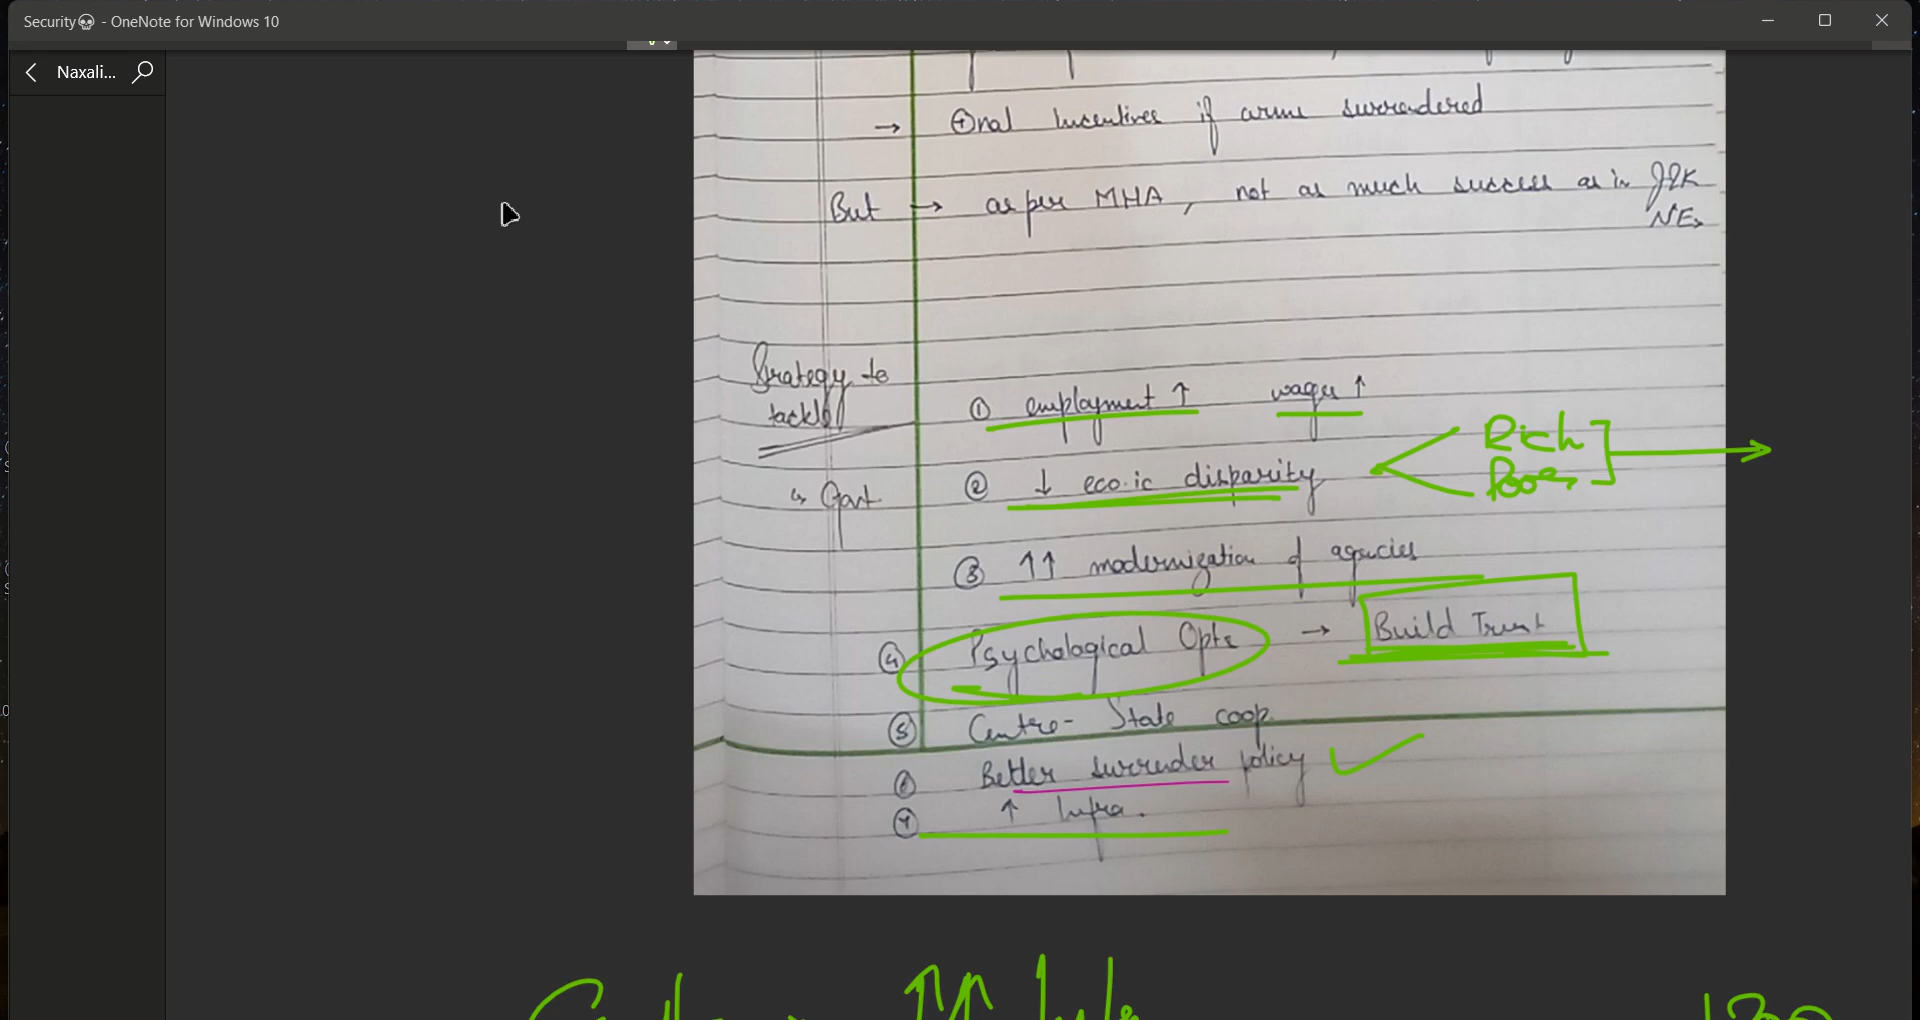 Security💀 - OneNote for Windows 10
Naxali...
→ ⊕nal Incentives if arms surrendered
But → as per MHA, not as much success as in J&K
NE.
Strategy to
tackle
↳ Govt
① employment ↑ wages ↑
② ↓ eco.ic disparity
Rich
Poor
③ ↑↑ modernization of agencies
④ Psychological Opts → Build Trust
⑤ Centre-State coop.
⑥ Better surrender policy ✓
⑦ ↑ Infra.